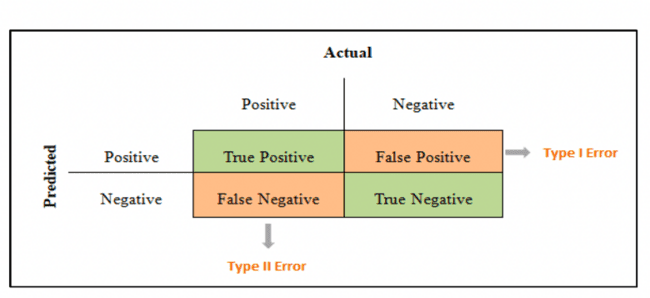 Actual
Positive Negative
Predicted
Positive True Positive False Positive Type I Error
Negative False Negative True Negative
Type II Error